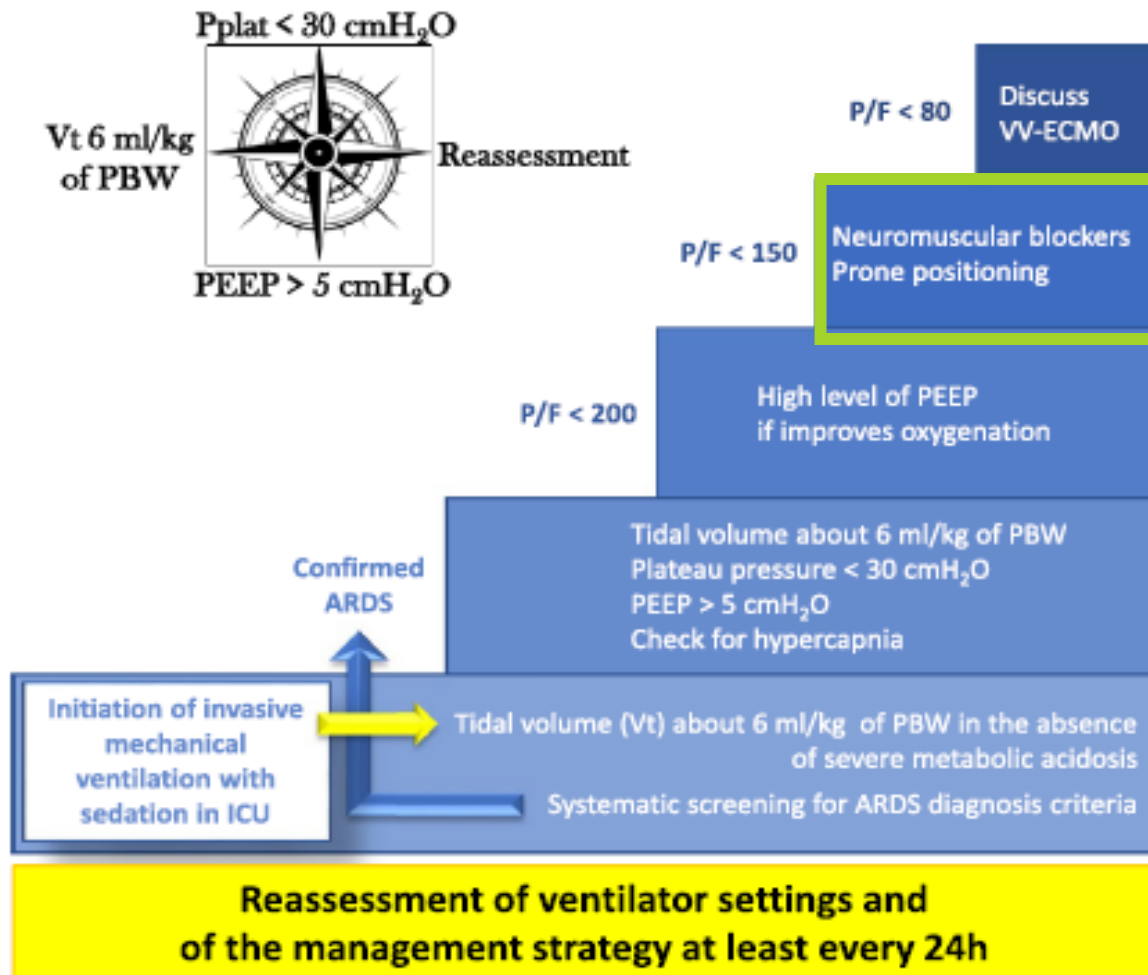 Pplat < 30 cmH₂O
Vt 6 ml/kg
of PBW
Reassessment
PEEP > 5 cmH₂O
P/F < 80
Discuss
VV-ECMO
P/F < 150
Neuromuscular blockers
Prone positioning
P/F < 200
High level of PEEP
if improves oxygenation
Confirmed
ARDS
Tidal volume about 6 ml/kg of PBW
Plateau pressure < 30 cmH₂O
PEEP > 5 cmH₂O
Check for hypercapnia
Initiation of invasive
mechanical
ventilation with
sedation in ICU
Tidal volume (Vt) about 6 ml/kg of PBW in the absence
of severe metabolic acidosis
Systematic screening for ARDS diagnosis criteria
Reassessment of ventilator settings and
of the management strategy at least every 24h